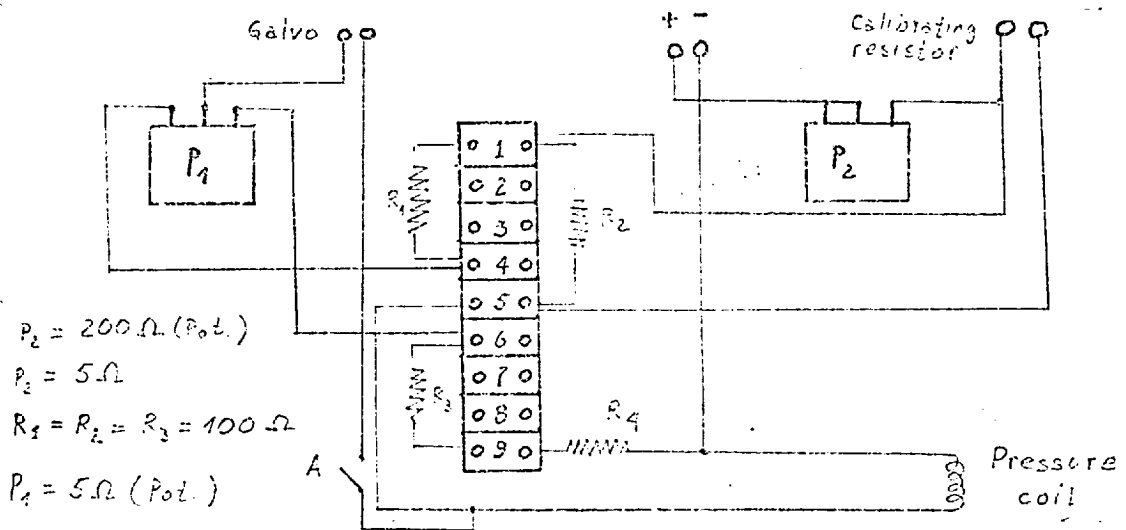 Galvo
+ -
Calibrating
resistor
P₁
P₂
1
2
3
4
5
6
7
8
9
R₁
R₂
R₃
R₄
P₂ = 200 Ω (Pot.)
P₂ = 5 Ω
R₁ = R₂ = R₃ = 100 Ω
P₁ = 5 Ω (Pot.)
A
Pressure
coil